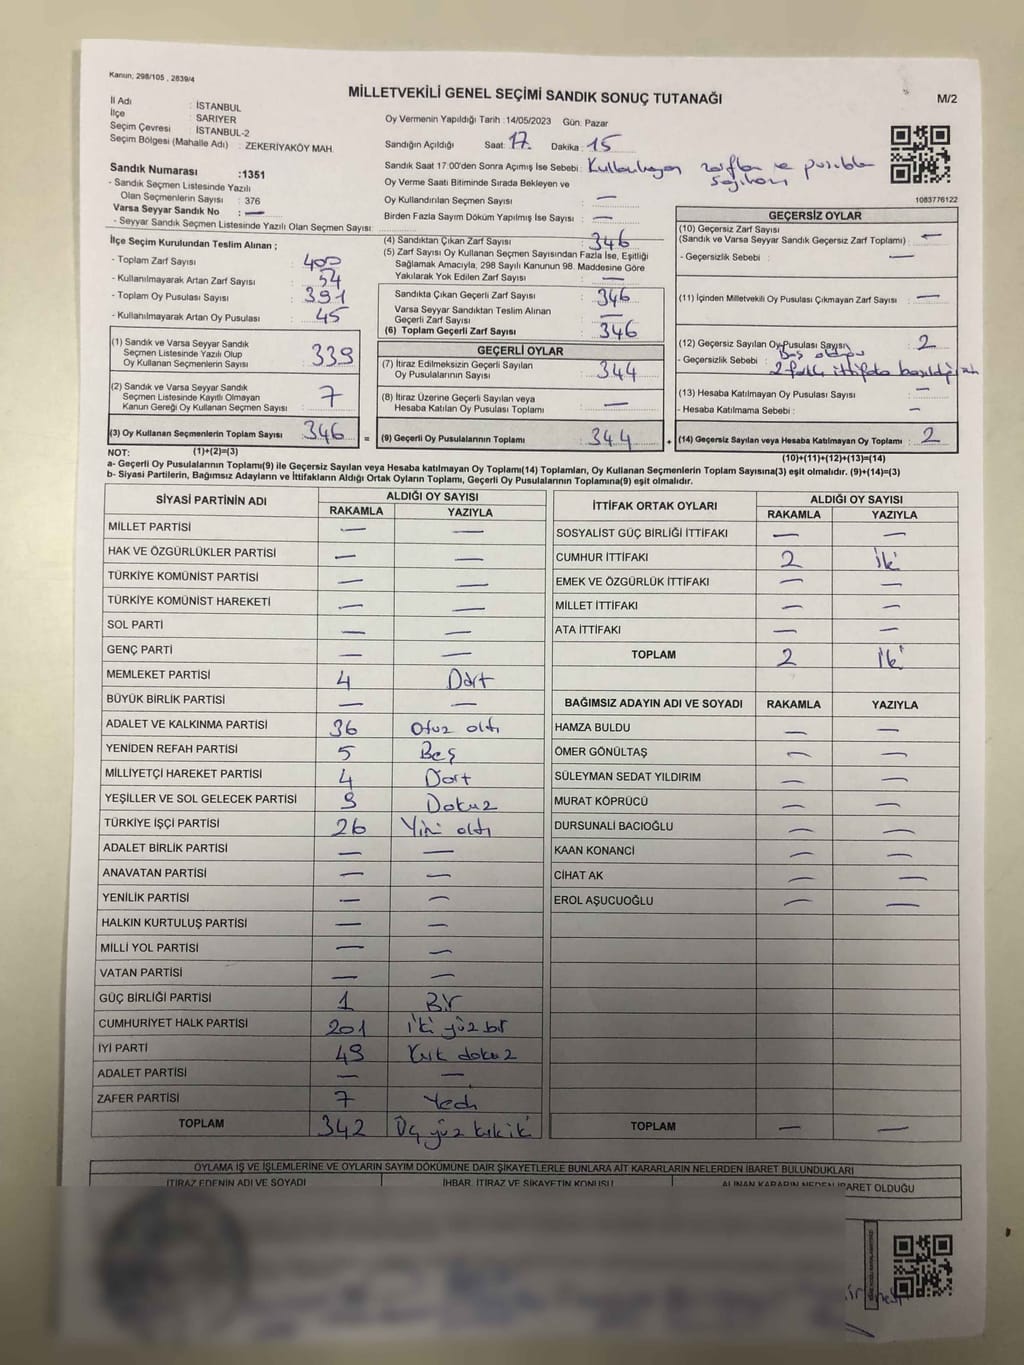 Kanun; 298/105 , 2839/4
MİLLETVEKİLİ GENEL SEÇİMİ SANDIK SONUÇ TUTANAĞI
M/2
İl Adı : İSTANBUL
İlçe : SARIYER
Seçim Çevresi : İSTANBUL-2
Seçim Bölgesi (Mahalle Adı) : ZEKERİYAKÖY MAH.
Oy Vermenin Yapıldığı Tarih : 14/05/2023 Gün: Pazar
Sandığın Açıldığı Saat: 17 Dakika: 15
Sandık Saat 17:00'den Sonra Açımış İse Sebebi :
Oy Verme Saati Bitiminde Sırada Bekleyen ve
Oy Kullandırılan Seçmen Sayısı : —
Birden Fazla Sayım Döküm Yapılmış İse Sayısı : —
1083776122
Sandık Numarası :1351
- Sandık Seçmen Listesinde Yazılı
Olan Seçmenlerin Sayısı : 376
Varsa Seyyar Sandık No : —
- Seyyar Sandık Seçmen Listesinde Yazılı Olan Seçmen Sayısı:
İlçe Seçim Kurulundan Teslim Alınan ;
- Toplam Zarf Sayısı : 400
- Kullanılmayarak Artan Zarf Sayısı : 54
- Toplam Oy Pusulası Sayısı : 391
- Kullanılmayarak Artan Oy Pusulası : 45
(1) Sandık ve Varsa Seyyar Sandık
Seçmen Listesinde Yazılı Olup
Oy Kullanan Seçmenlerin Sayısı : 339
(2) Sandık ve Varsa Seyyar Sandık
Seçmen Listesinde Kayıtlı Olmayan
Kanun Gereği Oy Kullanan Seçmen Sayısı : 7
(3) Oy Kullanan Seçmenlerin Toplam Sayısı : 346
(4) Sandıktan Çıkan Zarf Sayısı : 346
(5) Zarf Sayısı Oy Kullanan Seçmen Sayısından Fazla İse, Eşitliği
Sağlamak Amacıyla, 298 Sayılı Kanunun 98. Maddesine Göre
Yakılarak Yok Edilen Zarf Sayısı : —
Sandıkta Çıkan Geçerli Zarf Sayısı : 346
Varsa Seyyar Sandıktan Teslim Alınan
Geçerli Zarf Sayısı : —
(6) Toplam Geçerli Zarf Sayısı : 346
GEÇERLİ OYLAR
(7) İtiraz Edilmeksizin Geçerli Sayılan
Oy Pusulalarının Sayısı : 344
(8) İtiraz Üzerine Geçerli Sayılan veya
Hesaba Katılan Oy Pusulası Toplamı : —
= (9) Geçerli Oy Pusulalarının Toplamı : 344
GEÇERSİZ OYLAR
(10) Geçersiz Zarf Sayısı
(Sandık ve Varsa Seyyar Sandık Geçersiz Zarf Toplamı) : —
- Geçersizlik Sebebi : —
(11) İçinden Milletvekili Oy Pusulası Çıkmayan Zarf Sayısı : —
(12) Geçersiz Sayılan Oy Pusulası Sayısı : 2
- Geçersizlik Sebebi :
2 farklı ittifaka
(13) Hesaba Katılmayan Oy Pusulası Sayısı : —
- Hesaba Katılmama Sebebi : —
+ (14) Geçersiz Sayılan veya Hesaba Katılmayan Oy Toplamı : 2
NOT: (1)+(2)=(3)
(10)+(11)+(12)+(13)=(14)
a- Geçerli Oy Pusulalarının Toplamı(9) ile Geçersiz Sayılan veya Hesaba katılmayan Oy Toplamı(14) Toplamları, Oy Kullanan Seçmenlerin Toplam Sayısına(3) eşit olmalıdır. (9)+(14)=(3)
b- Siyasi Partilerin, Bağımsız Adayların ve İttifakların Aldığı Ortak Oyların Toplamı, Geçerli Oy Pusulalarının Toplamına(9) eşit olmalıdır.
SİYASİ PARTİNİN ADI ALDIĞI OY SAYISI
RAKAMLA YAZIYLA
MİLLET PARTİSİ — —
HAK VE ÖZGÜRLÜKLER PARTİSİ — —
TÜRKİYE KOMÜNİST PARTİSİ — —
TÜRKİYE KOMÜNİST HAREKETİ — —
SOL PARTİ — —
GENÇ PARTİ — —
MEMLEKET PARTİSİ 4 Dört
BÜYÜK BİRLİK PARTİSİ — —
ADALET VE KALKINMA PARTİSİ 36 Otuz altı
YENİDEN REFAH PARTİSİ 5 Beş
MİLLİYETÇİ HAREKET PARTİSİ 4 Dört
YEŞİLLER VE SOL GELECEK PARTİSİ 9 Dokuz
TÜRKİYE İŞÇİ PARTİSİ 26 Yirmi altı
ADALET BİRLİK PARTİSİ — —
ANAVATAN PARTİSİ — —
YENİLİK PARTİSİ — —
HALKIN KURTULUŞ PARTİSİ — —
MİLLİ YOL PARTİSİ — —
VATAN PARTİSİ — —
GÜÇ BİRLİĞİ PARTİSİ 1 Bir
CUMHURİYET HALK PARTİSİ 201 İki yüz bir
İYİ PARTİ 49 Kırk dokuz
ADALET PARTİSİ — —
ZAFER PARTİSİ 7 Yedi
TOPLAM 342 Üç yüz kırk iki
İTTİFAK ORTAK OYLARI ALDIĞI OY SAYISI
RAKAMLA YAZIYLA
SOSYALİST GÜÇ BİRLİĞİ İTTİFAKI — —
CUMHUR İTTİFAKI 2 İki
EMEK VE ÖZGÜRLÜK İTTİFAKI — —
MİLLET İTTİFAKI — —
ATA İTTİFAKI — —
TOPLAM 2 İki
BAĞIMSIZ ADAYIN ADI VE SOYADI RAKAMLA YAZIYLA
HAMZA BULDU — —
ÖMER GÖNÜLTAŞ — —
SÜLEYMAN SEDAT YILDIRIM — —
MURAT KÖPRÜCÜ — —
DURSUNALİ BACIOĞLU — —
KAAN KONANCİ — —
CİHAT AK — —
EROL AŞUCUOĞLU — —
TOPLAM — —
OYLAMA İŞ VE İŞLEMLERİNE VE OYLARIN SAYIM DÖKÜMÜNE DAİR ŞİKAYETLERLE BUNLARA AİT KARARLARIN NELERDEN İBARET BULUNDUKLARI
İTİRAZ EDENİN ADI VE SOYADI İHBAR, İTİRAZ VE ŞİKAYETİN KONUSU ALINAN KARARIN NEDEN İBARET OLDUĞU